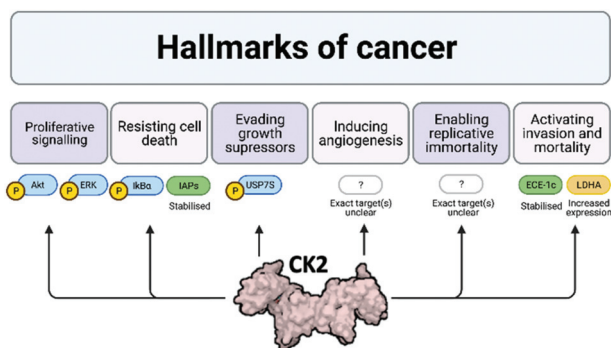 Hallmarks of cancer
Proliferative
signalling
Resisting cell
death
Evading
growth
supressors
Inducing
angiogenesis
Enabling
replicative
immortality
Activating
invasion and
mortality
P Akt
P ERK
P IkBα
IAPs
Stabilised
P USP7S
?
Exact target(s)
unclear
?
Exact target(s)
unclear
ECE-1c
Stabilised
LDHA
Increased
expression
CK2